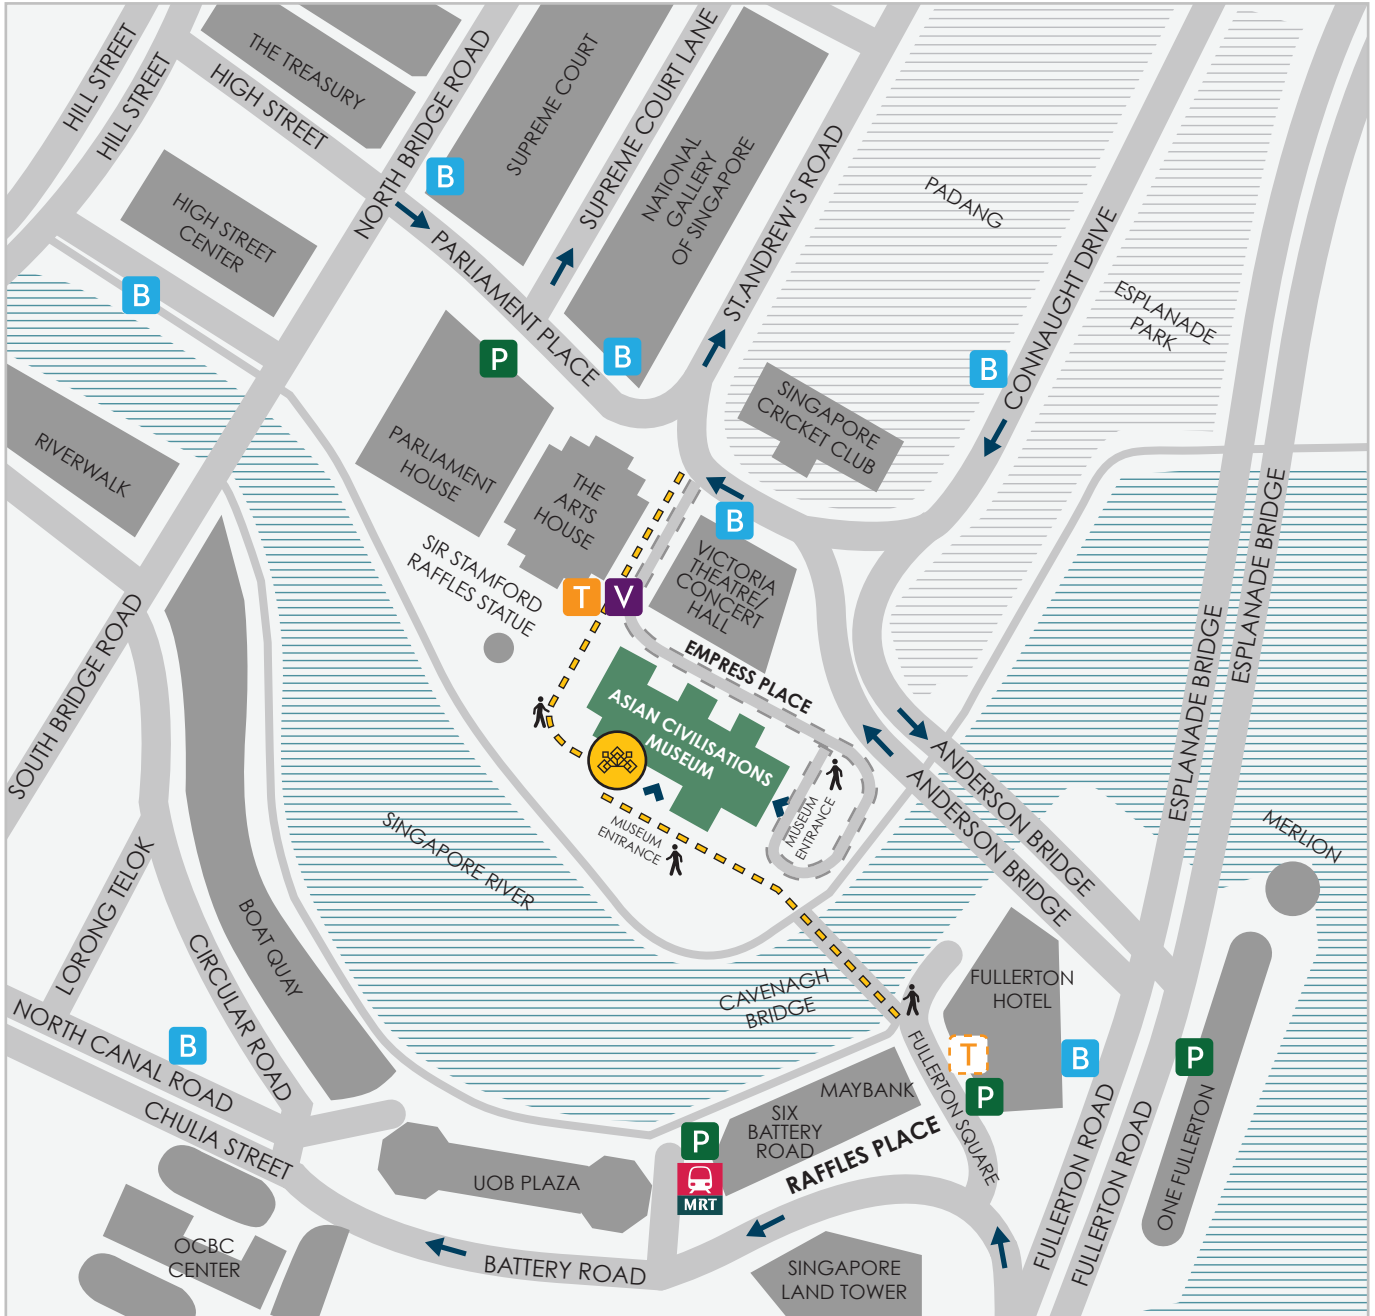 HILL STREET
HILL STREET
THE TREASURY
HIGH STREET
NORTH BRIDGE ROAD
SUPREME COURT
SUPREME COURT LANE
NATIONAL
GALLERY
OF SINGAPORE
ST.ANDREW'S ROAD
PADANG
CONNAUGHT DRIVE
ESPLANADE
PARK
HIGH STREET
CENTER
B
B
B
B
PARLIAMENT PLACE
P
RIVERWALK
PARLIAMENT
HOUSE
THE
ARTS
HOUSE
SINGAPORE
CRICKET CLUB
B
VICTORIA
THEATRE/
CONCERT
HALL
SIR STAMFORD
RAFFLES STATUE
T
V
EMPRESS PLACE
ASIAN CIVILISATIONS
MUSEUM
MUSEUM
ENTRANCE
MUSEUM
ENTRANCE
SOUTH BRIDGE ROAD
ESPLANADE BRIDGE
ESPLANADE BRIDGE
ANDERSON BRIDGE
ANDERSON BRIDGE
MERLION
SINGAPORE RIVER
LORONG TELOK
CIRCULAR ROAD
BOAT QUAY
CAVENAGH
BRIDGE
FULLERTON
HOTEL
NORTH CANAL ROAD
B
CHULIA STREET
T
P
B
P
FULLERTON SQUARE
MAYBANK
SIX
BATTERY
ROAD
RAFFLES PLACE
P
MRT
UOB PLAZA
ONE FULLERTON
FULLERTON ROAD
FULLERTON ROAD
OCBC
CENTER
BATTERY ROAD
SINGAPORE
LAND TOWER